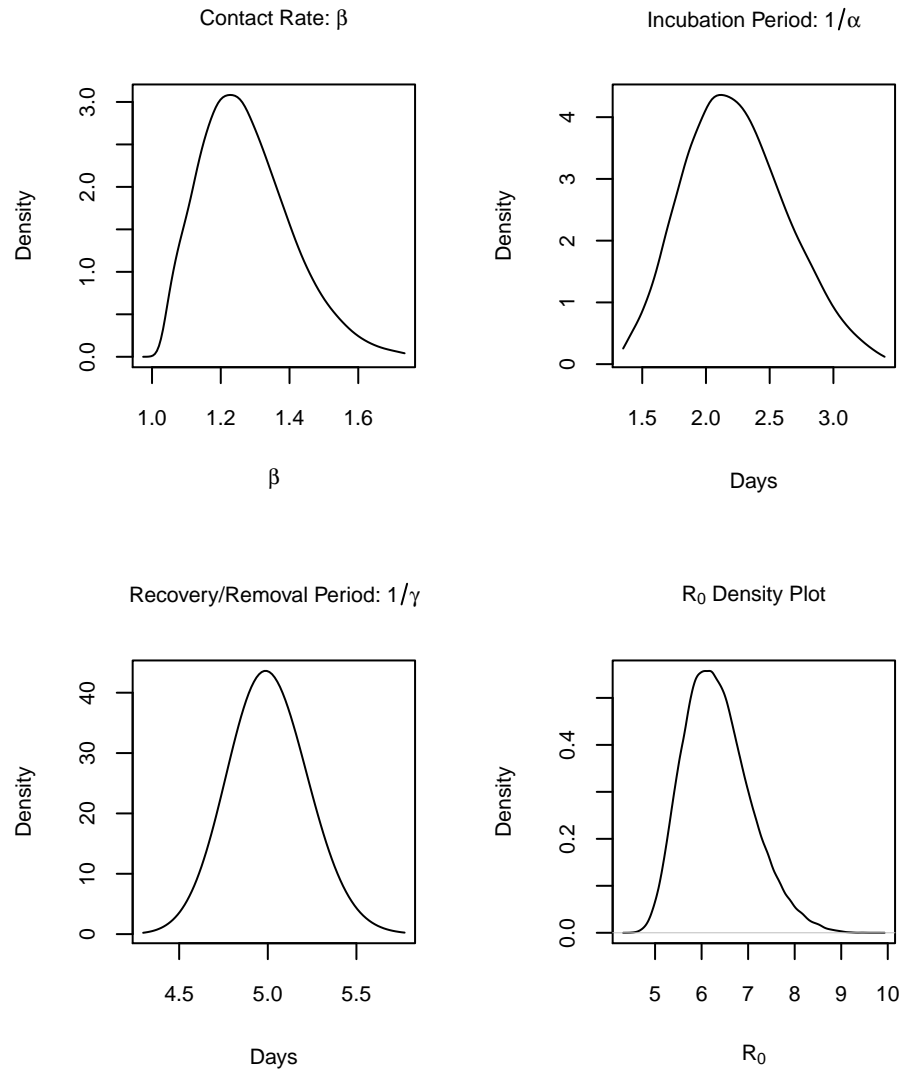 Contact Rate: β
Density
0.0 1.0 2.0 3.0
1.0 1.2 1.4 1.6
β
Incubation Period: 1/α
Density
0 1 2 3 4
1.5 2.0 2.5 3.0
Days
Recovery/Removal Period: 1/γ
Density
0 10 20 30 40
4.5 5.0 5.5
Days
R₀ Density Plot
Density
0.0 0.2 0.4
5 6 7 8 9 10
R₀